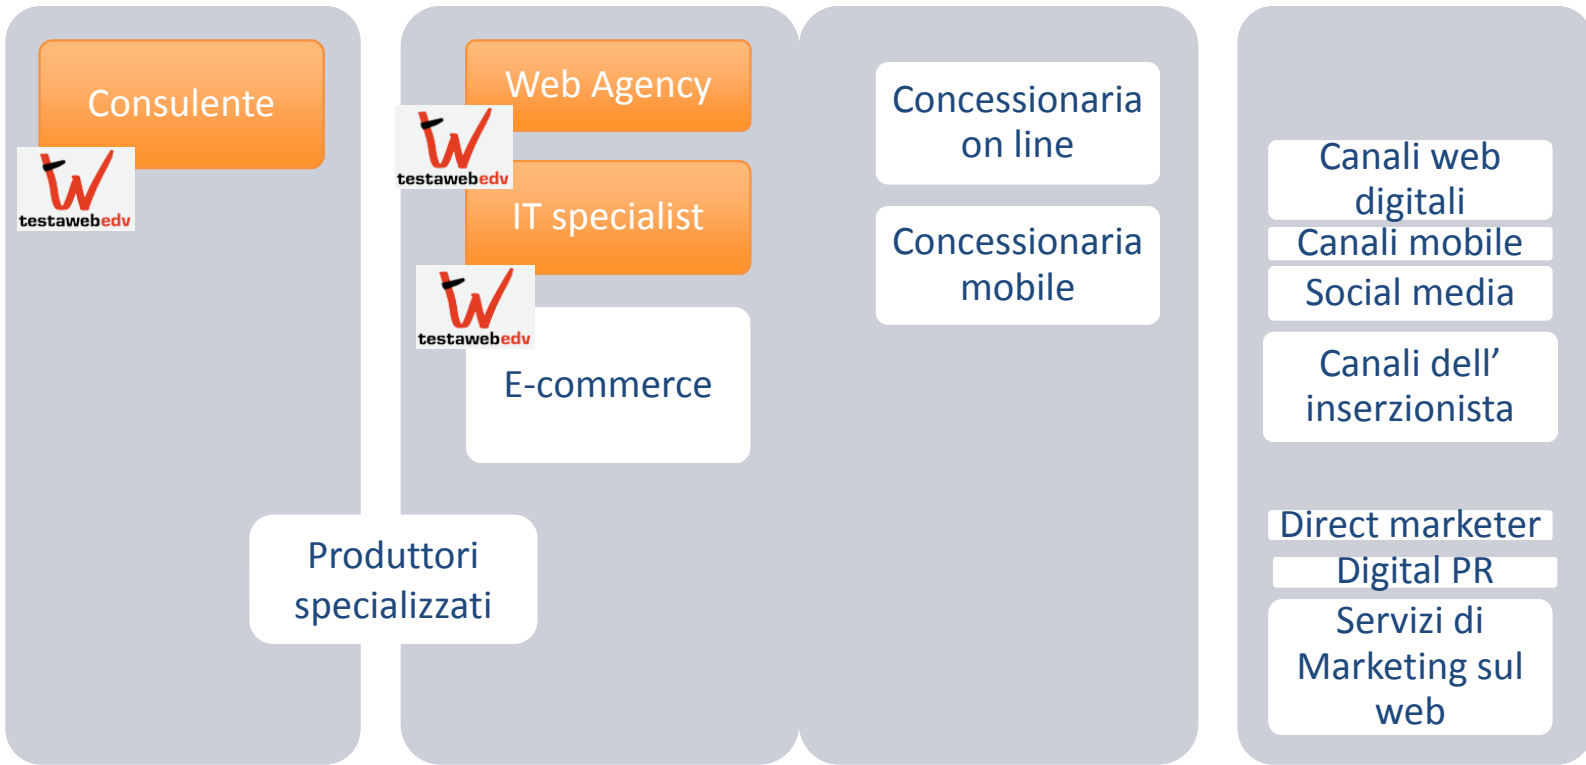 Consulente
testawebedv
Web Agency
testawebedv
IT specialist
testawebedv
E-commerce
Produttori
specializzati
Concessionaria
on line
Concessionaria
mobile
Canali web
digitali
Canali mobile
Social media
Canali dell’
inserzionista
Direct marketer
Digital PR
Servizi di
Marketing sul
web